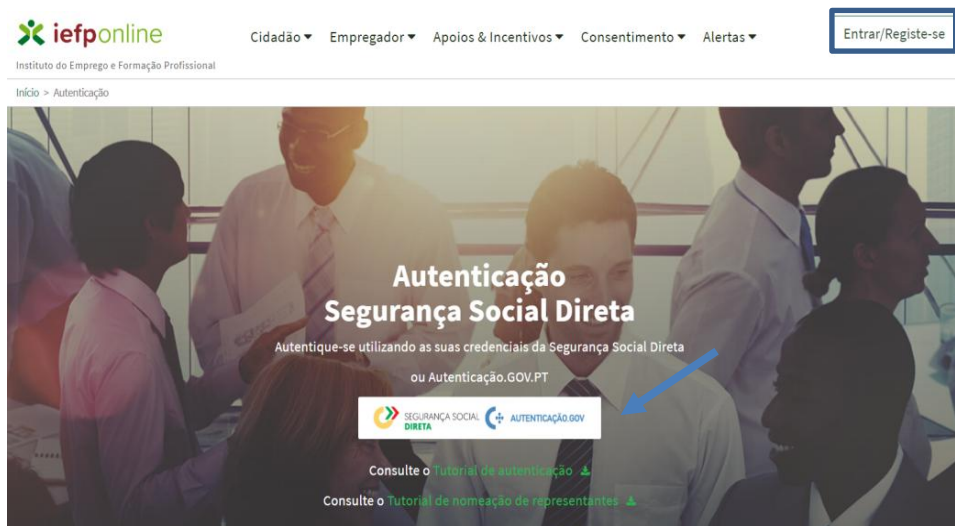 iefponline
Instituto do Emprego e Formação Profissional
Cidadão Empregador Apoios & Incentivos Consentimento Alertas
Entrar/Registe-se
Início > Autenticação
Autenticação
Segurança Social Direta
Autentique-se utilizando as suas credenciais da Segurança Social Direta
ou Autenticação.GOV.PT
SEGURANÇA SOCIAL
DIRETA
AUTENTICAÇÃO.GOV
Consulte o Tutorial de autenticação
Consulte o Tutorial de nomeação de representantes